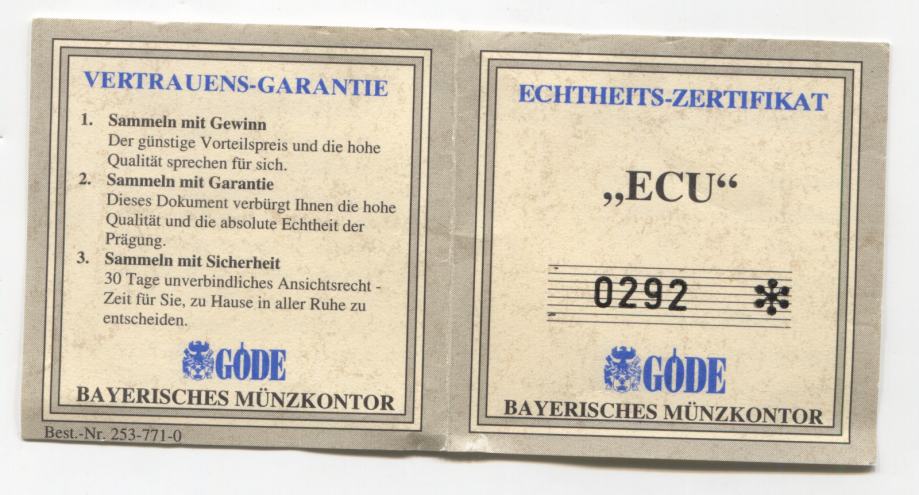 VERTRAUENS-GARANTIE
1. Sammeln mit Gewinn
Der günstige Vorteilspreis und die hohe
Qualität sprechen für sich.
2. Sammeln mit Garantie
Dieses Dokument verbürgt Ihnen die hohe
Qualität und die absolute Echtheit der
Prägung.
3. Sammeln mit Sicherheit
30 Tage unverbindliches Ansichtsrecht -
Zeit für Sie, zu Hause in aller Ruhe zu
entscheiden.
GÖDE
BAYERISCHES MÜNZKONTOR
Best.-Nr. 253-771-0
ECHTHEITS-ZERTIFIKAT
„ECU“
0292 *
GÖDE
BAYERISCHES MÜNZKONTOR